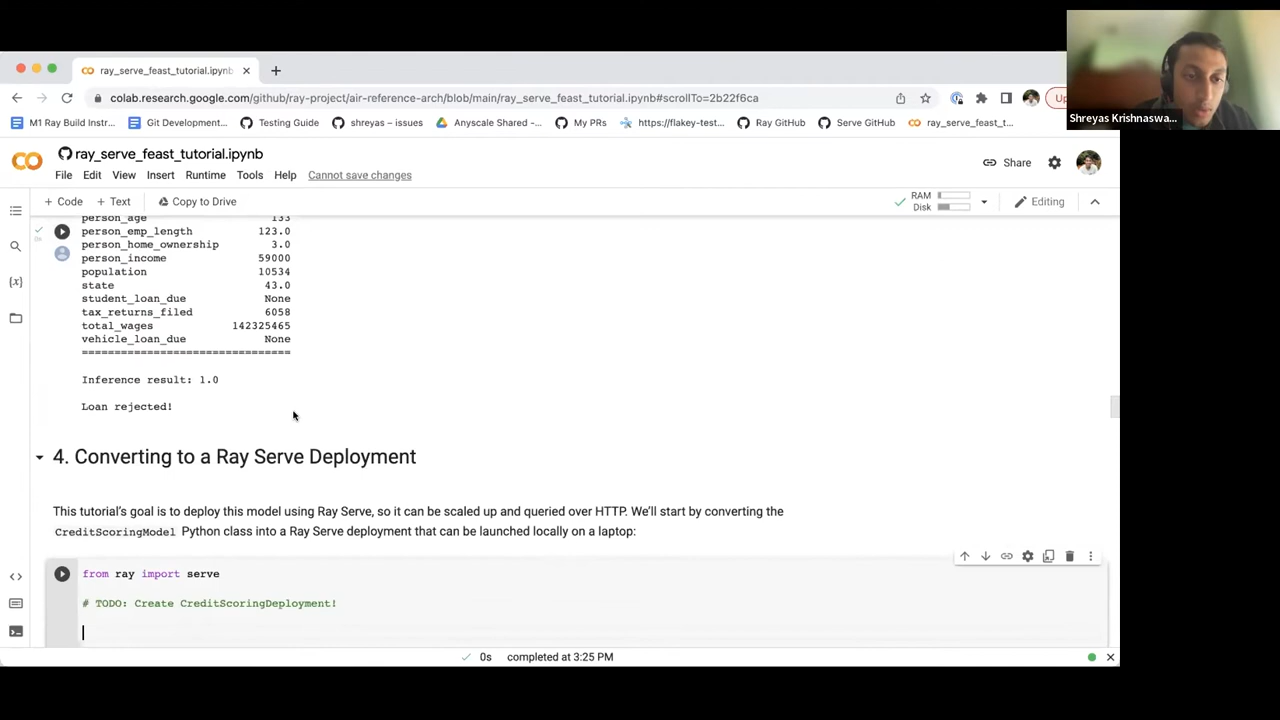 ray_serve_feast_tutorial.ipynb
colab.research.google.com/github/ray-project/air-reference-arch/blob/main/ray_serve_feast_tutorial.ipynb#scrollTo=2b22f6ca
Shreyas Krishnaswa...
M1 Ray Build Instr... Git Development... Testing Guide shreyas – issues Anyscale Shared -... My PRs https://flakey-test... Ray GitHub Serve GitHub ray_serve_feast_t...
ray_serve_feast_tutorial.ipynb
Share
File Edit View Insert Runtime Tools Help Cannot save changes
+ Code + Text Copy to Drive
RAM
Disk
Editing
person_age 133
person_emp_length 123.0
person_home_ownership 3.0
person_income 59000
population 10534
state 43.0
student_loan_due None
tax_returns_filed 6058
total_wages 142325465
vehicle_loan_due None
===============================
Inference result: 1.0
Loan rejected!
4. Converting to a Ray Serve Deployment
This tutorial's goal is to deploy this model using Ray Serve, so it can be scaled up and queried over HTTP. We'll start by converting the
CreditScoringModel Python class into a Ray Serve deployment that can be launched locally on a laptop:
from ray import serve
# TODO: Create CreditScoringDeployment!
0s completed at 3:25 PM